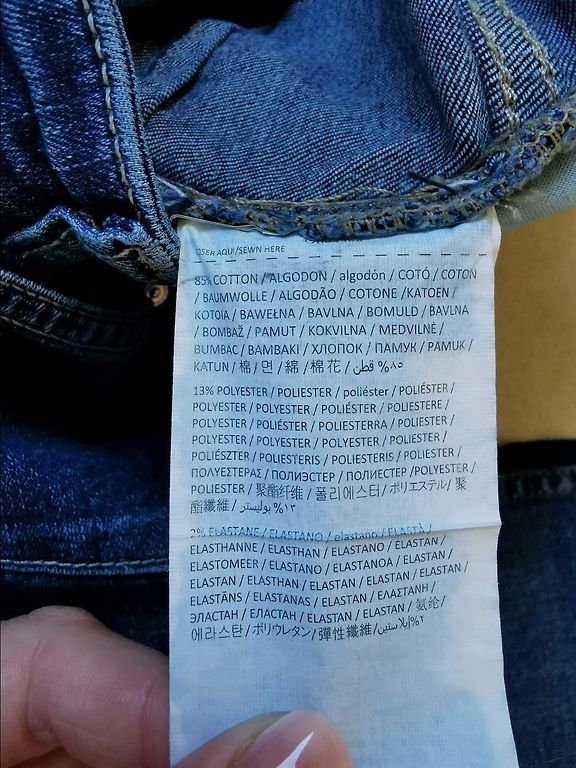 COSER AQUI/SEWN HERE
85% COTTON / ALGODON / algodón / COTÓ / COTON
/ BAUMWOLLE / ALGODÃO / COTONE /KATOEN /
KOTOIA / BAWEŁNA / BAVLNA / BOMULD / BAVLNA
/ BOMBAŽ / PAMUT / KOKVILNA / MEDVILNĖ /
BUMBAC / BAMBAKI / ХЛОПОК / ПАМУК / PAMUK /
KATUN / 棉 / 면 / 綿 / 棉 花 / قطن %٨٥
13% POLYESTER / POLIESTER / poliéster / POLIÉSTER /
POLYESTER / POLYESTER / POLIÉSTER / POLIESTERE /
POLYESTER / POLIÉSTER / POLIESTERRA / POLIESTER /
POLYESTER / POLYESTER / POLYESTER / POLIESTER /
POLIÉSZTER / POLIESTERIS / POLIESTERIS / POLIESTER /
ΠΟΛΥΕΣΤΕΡΑΣ / ПОЛИЭСТЕР / ПОЛИЕСТЕР /POLYESTER /
POLIESTER / 聚酯纤维 / 폴리에스터 / ポリエステル / 聚
酯纖維 / بوليستر %١٣
2% ELASTANE / ELASTANO / elastano / ELASTÀ /
ELASTHANNE / ELASTHAN / ELASTANO / ELASTAN /
ELASTOMEER / ELASTANO / ELASTANOA / ELASTAN /
ELASTAN / ELASTHAN / ELASTAN / ELASTAN / ELASTAN /
ELASTĀNS / ELASTANAS / ELASTAN / ΕΛΑΣΤΑΝΗ /
ЭЛАСТАН / ЕЛАСТАН / ELASTAN / ELASTAN / 氨纶 /
에라스탄 / ポリウレタン / 彈性纖維 / إيلاستين %٢